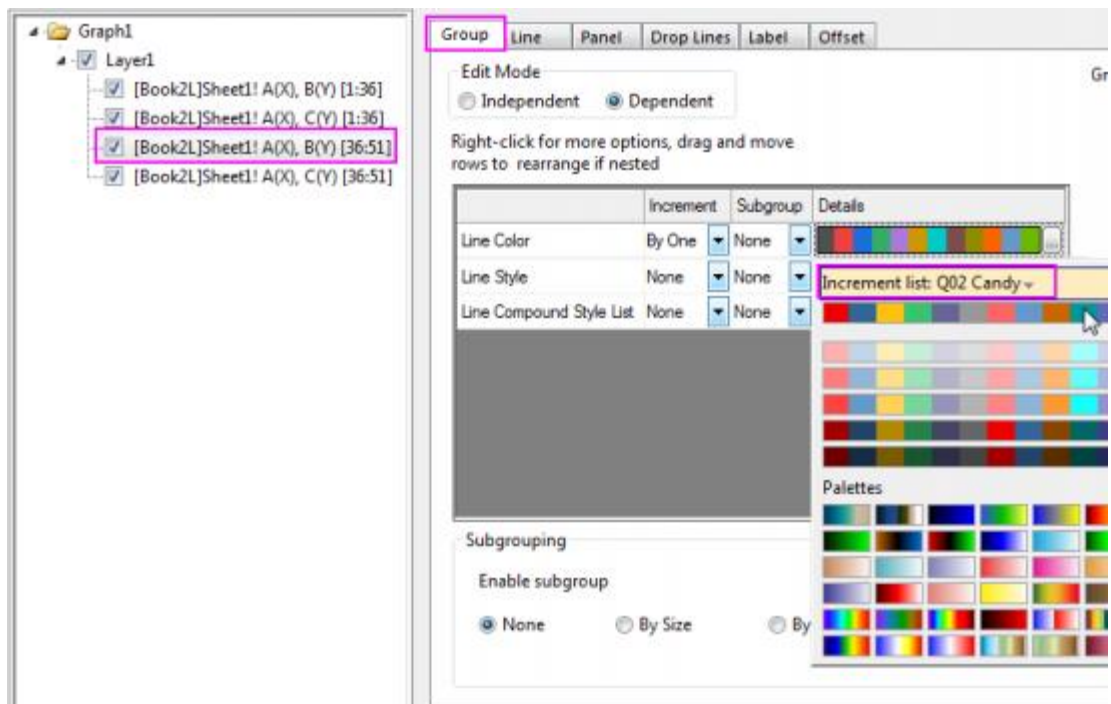 Graph1
Layer1
[Book2L]Sheet1! A(X), B(Y) [1:36]
[Book2L]Sheet1! A(X), C(Y) [1:36]
[Book2L]Sheet1! A(X), B(Y) [36:51]
[Book2L]Sheet1! A(X), C(Y) [36:51]
Group Line Panel Drop Lines Label Offset
Edit Mode
Gr
Independent Dependent
Right-click for more options, drag and move
rows to rearrange if nested
Increment Subgroup Details
Line Color By One None ...
Line Style None None
Increment list: Q02 Candy
Line Compound Style List None None
Palettes
Subgrouping
Enable subgroup
None By Size By